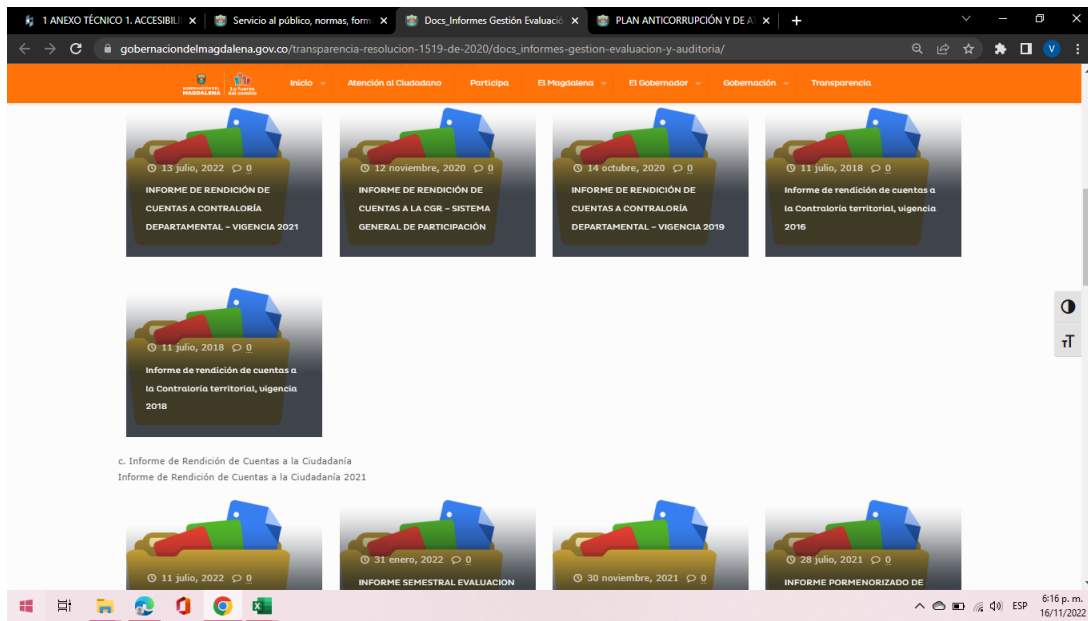 1 ANEXO TÉCNICO 1. ACCESIBILI
Servicio al público, normas, form
Docs_Informes Gestión Evaluació
PLAN ANTICORRUPCIÓN Y DE A
gobernaciondelmagdalena.gov.co/transparencia-resolucion-1519-de-2020/docs_informes-gestion-evaluacion-y-auditoria/
V
MAGDALENA
La fuerza del cambio
Inicio
Atención al Ciudadano
Participa
El Magdalena
El Gobernador
Gobernación
Transparencia
13 julio, 2022 0
INFORME DE RENDICIÓN DE
CUENTAS A CONTRALORÍA
DEPARTAMENTAL – VIGENCIA 2021
12 noviembre, 2020 0
INFORME DE RENDICIÓN DE
CUENTAS A LA CGR – SISTEMA
GENERAL DE PARTICIPACIÓN
14 octubre, 2020 0
INFORME DE RENDICIÓN DE
CUENTAS A CONTRALORÍA
DEPARTAMENTAL – VIGENCIA 2019
11 julio, 2018 0
Informe de rendición de cuentas a
la Contraloría territorial, vigencia
2016
11 julio, 2018 0
Informe de rendición de cuentas a
la Contraloría territorial, vigencia
2018
TT
c. Informe de Rendición de Cuentas a la Ciudadanía
Informe de Rendición de Cuentas a la Ciudadanía 2021
11 julio, 2022 0
31 enero, 2022 0
INFORME SEMESTRAL EVALUACION
30 noviembre, 2021 0
28 julio, 2021 0
INFORME PORMENORIZADO DE
ESP
6:16 p. m.
16/11/2022